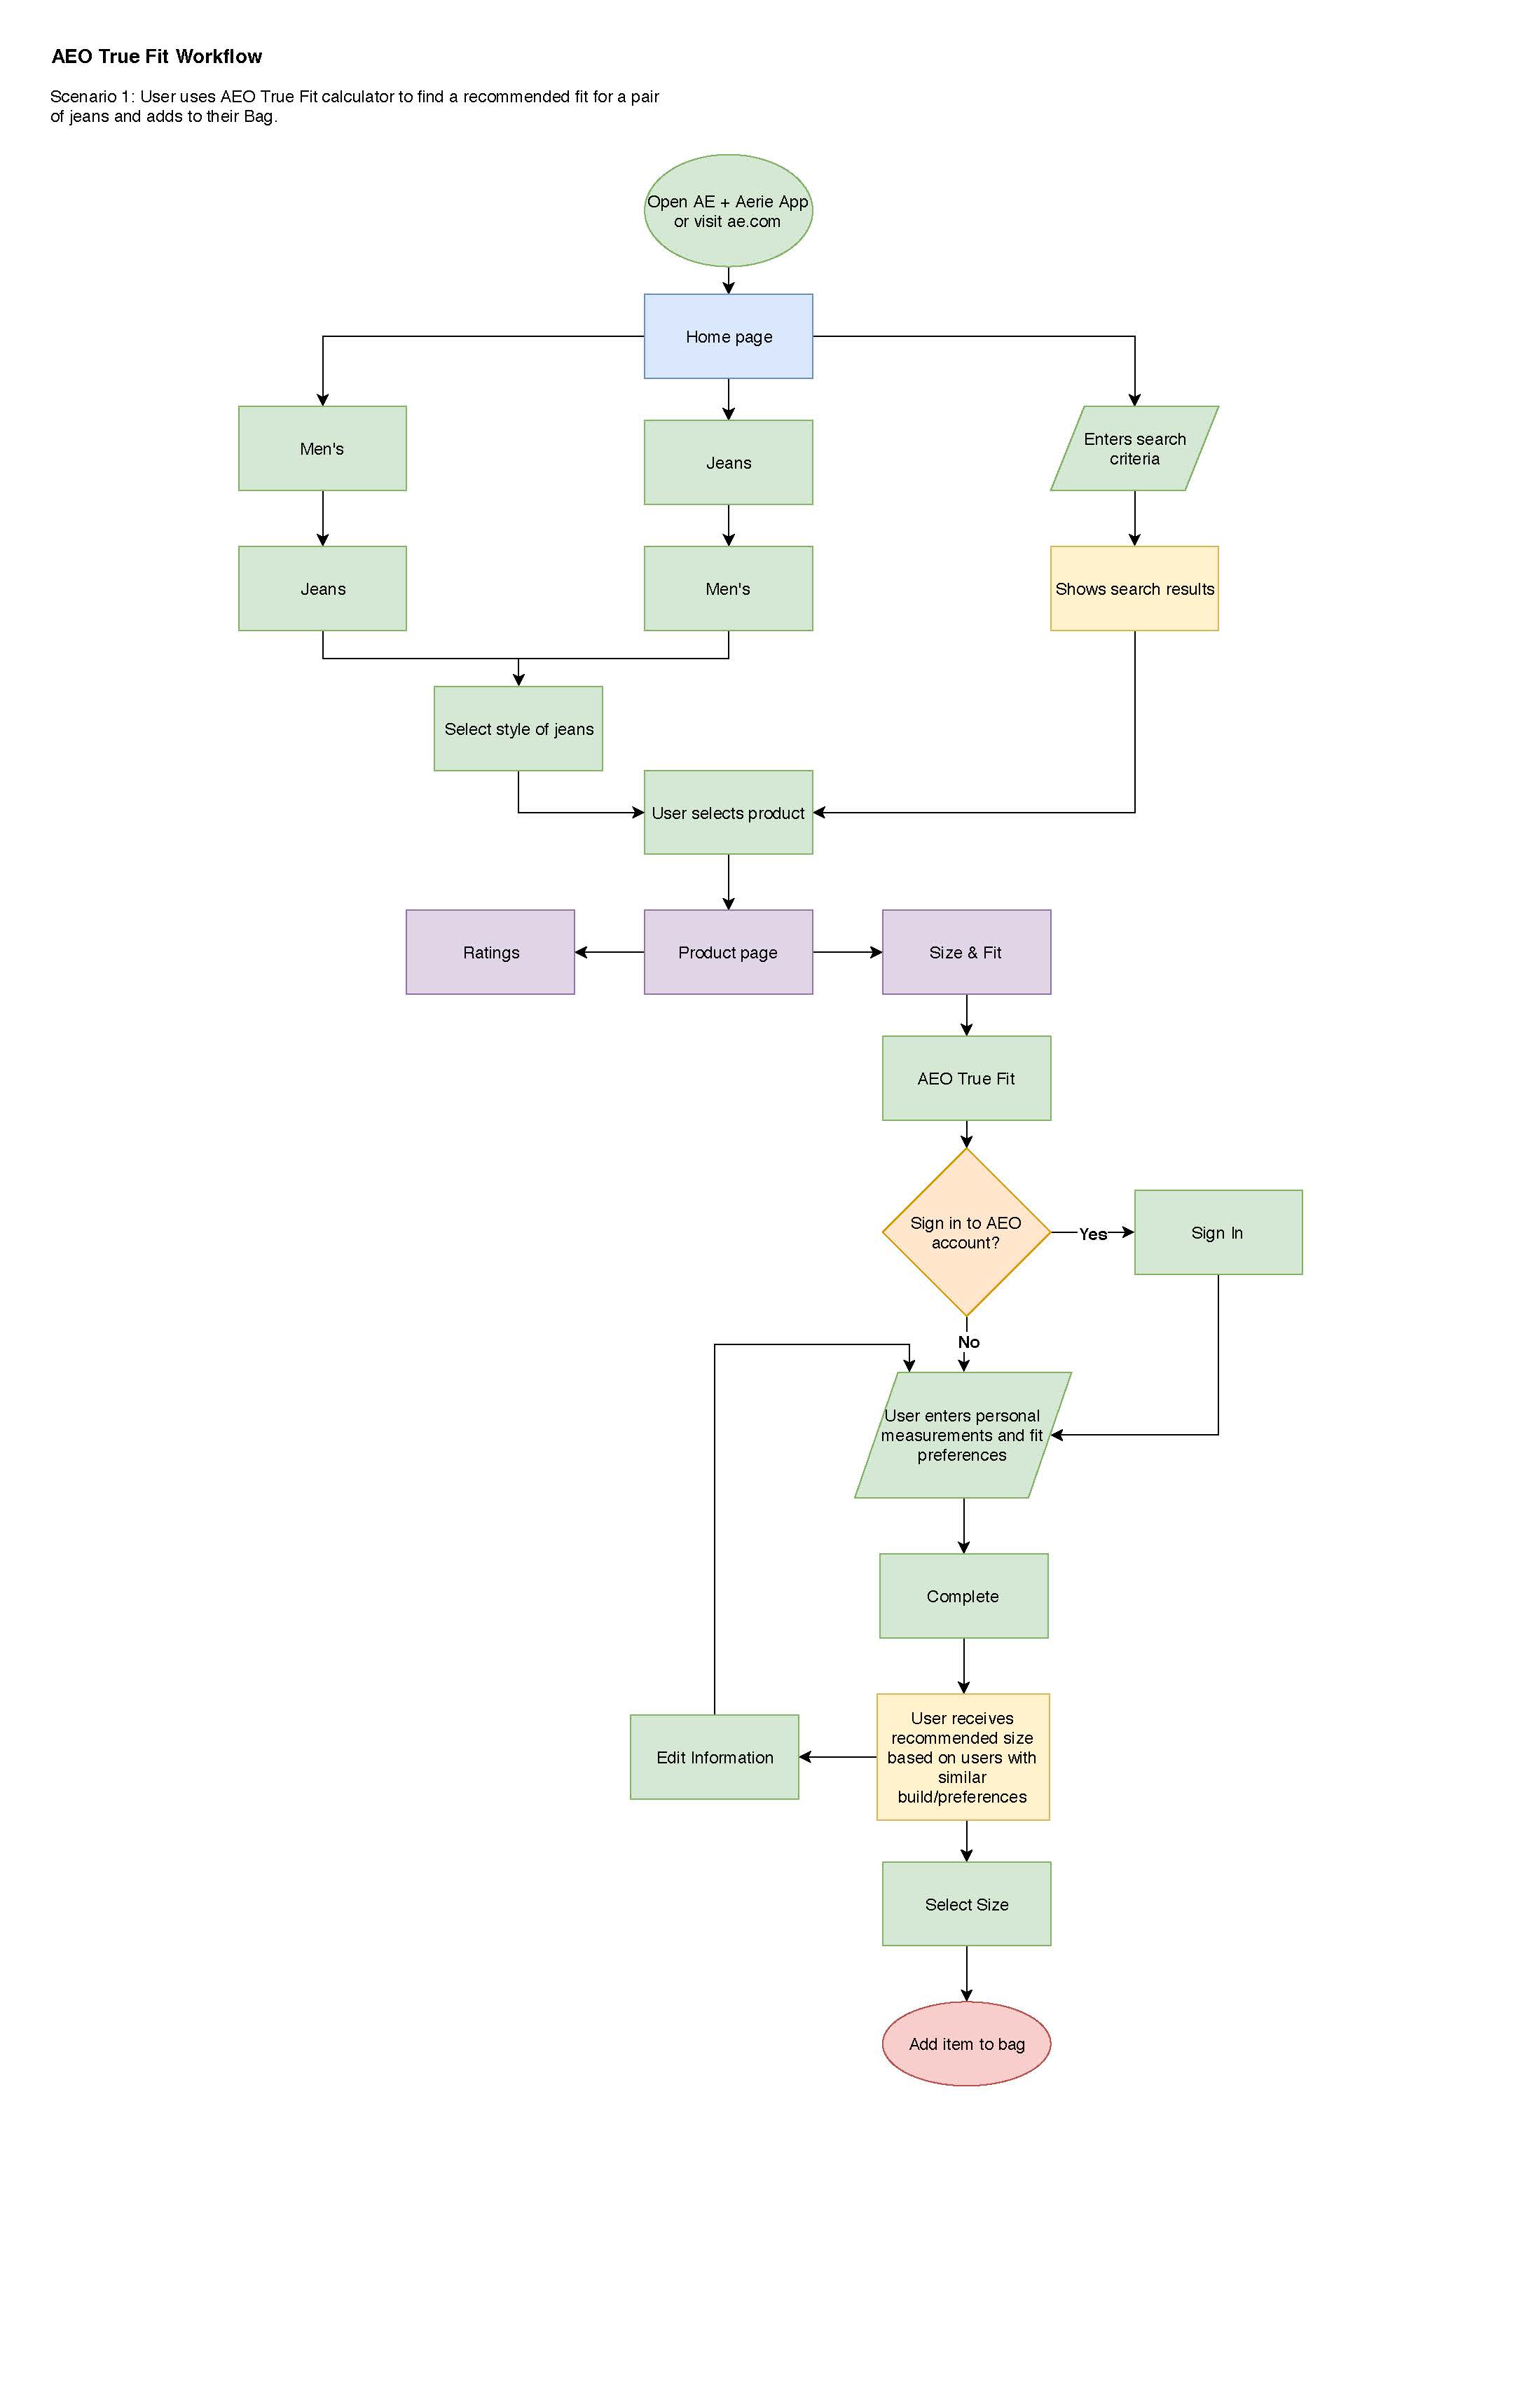 AEO True Fit Workflow
Scenario 1: User uses AEO True Fit calculator to find a recommended fit for a pair
of jeans and adds to their Bag.
Open AE + Aerie App
or visit ae.com
Home page
Men's
Jeans
Enters search
criteria
Jeans
Men's
Shows search results
Select style of jeans
User selects product
Ratings
Product page
Size & Fit
AEO True Fit
Sign in to AEO
account?
Yes
Sign In
No
User enters personal
measurements and fit
preferences
Complete
User receives
recommended size
based on users with
similar
build/preferences
Edit Information
Select Size
Add item to bag